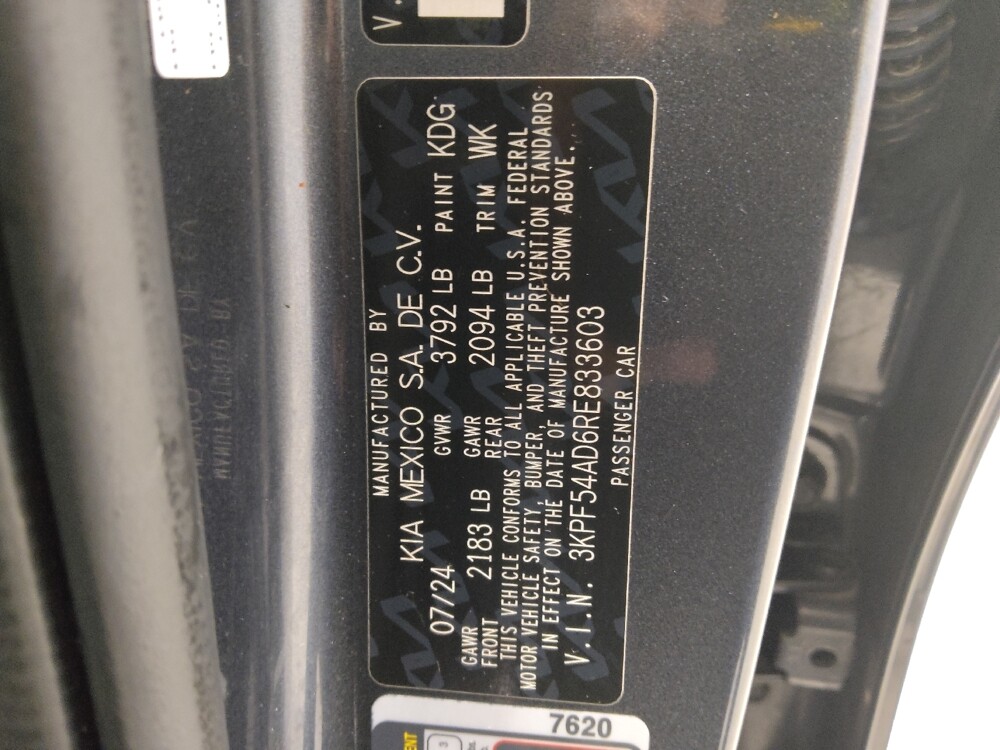 V.
MANUFACTURED BY
KIA MEXICO S.A. DE C.V.
07/24 GVWR 3792 LB PAINT KDG
GAWR FRONT 2183 LB GAWR REAR 2094 LB TRIM WK
THIS VEHICLE CONFORMS TO ALL APPLICABLE U.S.A. FEDERAL
MOTOR VEHICLE SAFETY, BUMPER, AND THEFT PREVENTION STANDARDS
IN EFFECT ON THE DATE OF MANUFACTURE SHOWN ABOVE.
V.I.N. 3KPF54AD6RE833603
PASSENGER CAR
7620